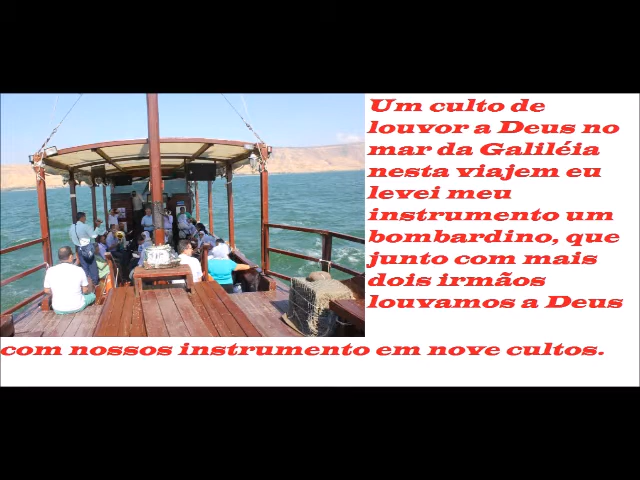 Um culto de
louvor a Deus no
mar da Galiléia
nesta viajem eu
levei meu
instrumento um
bombardino, que
junto com mais
dois irmãos
louvamos a Deus
com nossos instrumento em nove cultos.